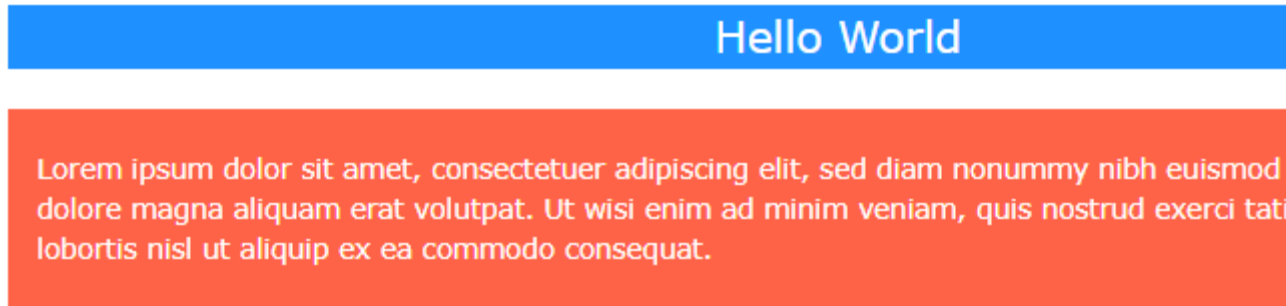 Hello World
Lorem ipsum dolor sit amet, consectetuer adipiscing elit, sed diam nonummy nibh euismod
dolore magna aliquam erat volutpat. Ut wisi enim ad minim veniam, quis nostrud exerci tati
lobortis nisl ut aliquip ex ea commodo consequat.